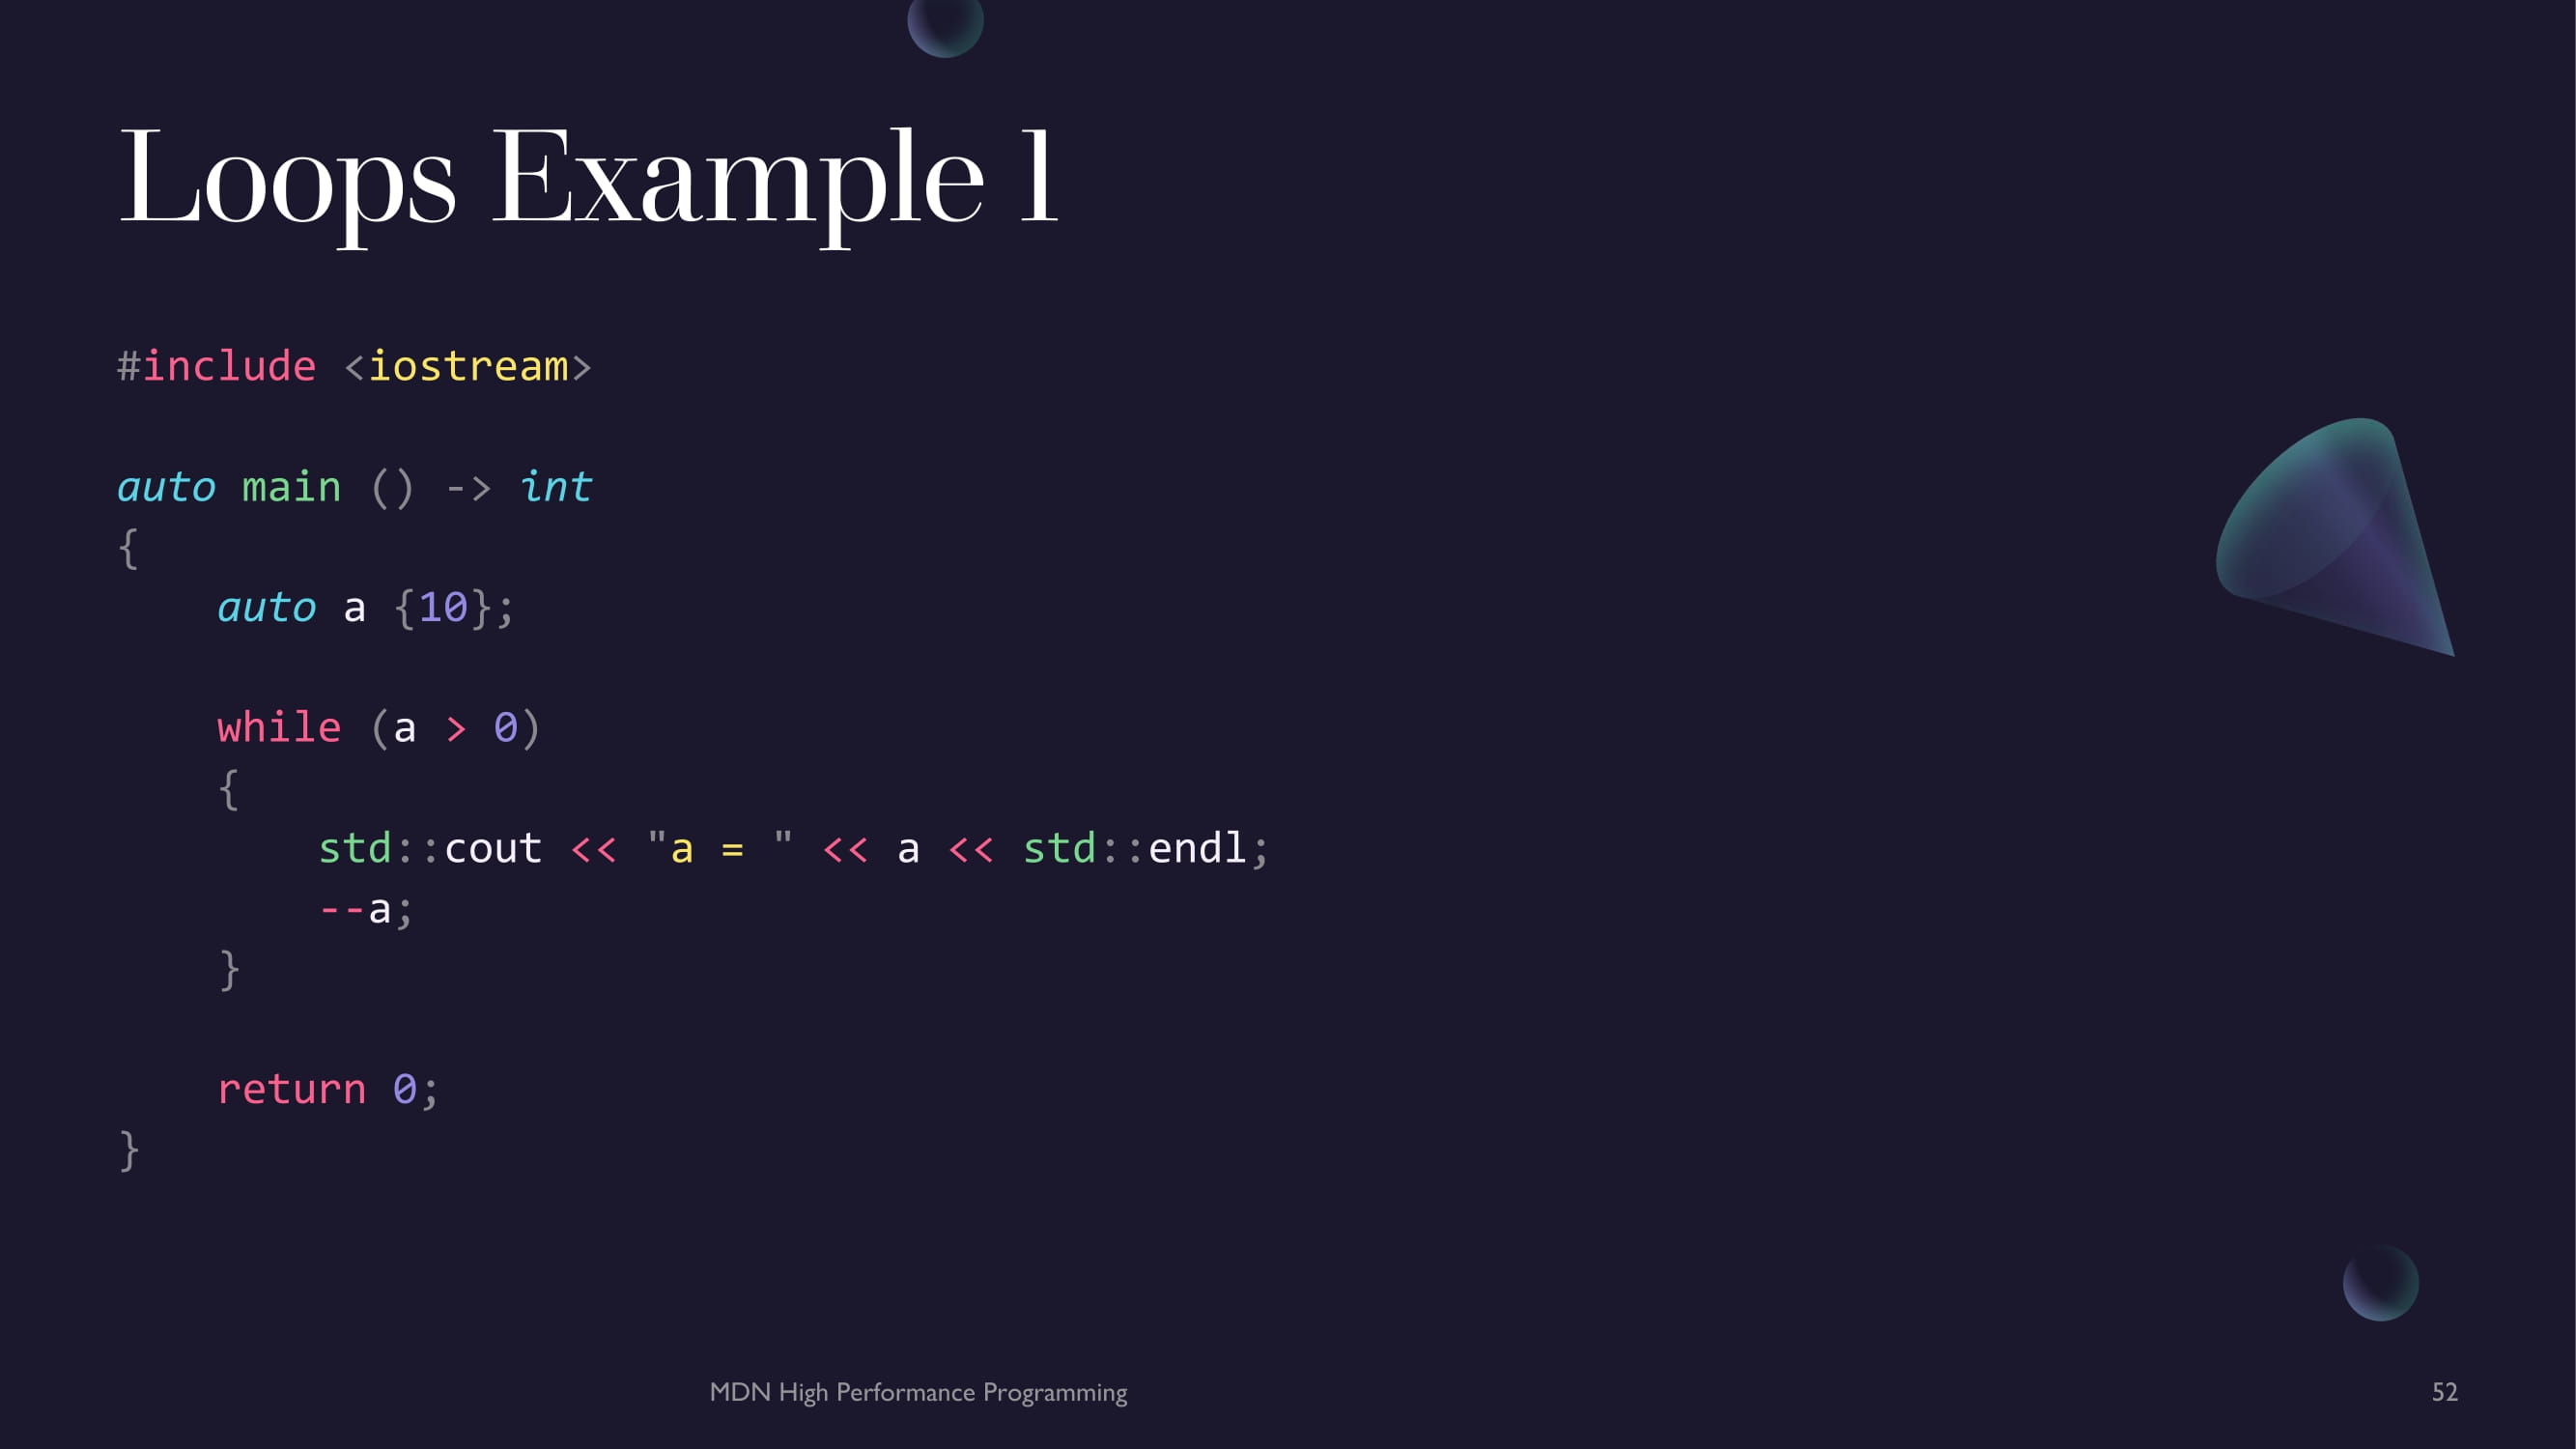 Loops Example 1
#include <iostream>
auto main () -> int
{
    auto a {10};
    while (a > 0)
    {
        std::cout << "a = " << a << std::endl;
        --a;
    }
    return 0;
}
MDN High Performance Programming
52